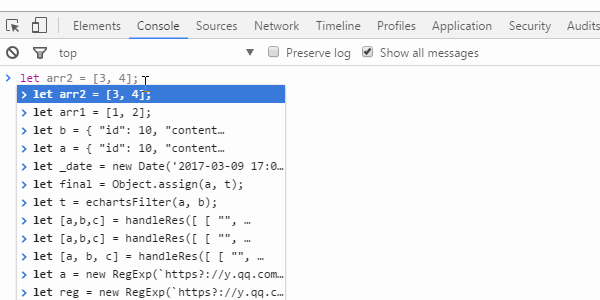 Elements Console Sources Network Timeline Profiles Application Security Audits
top Preserve log Show all messages
let arr2 = [3, 4];
let arr2 = [3, 4];
let arr1 = [1, 2];
let b = { "id": 10, "content…
let a = { "id": 10, "content…
let _date = new Date('2017-03-09 17:0…
let final = Object.assign(a, t);
let t = echartsFilter(a, b);
let [a,b,c] = handleRes([ [ "", …
let [a,b,c] = handleRes([ [ "", …
let [a, b, c] = handleRes([ [ "", …
let a = new RegExp(`https?://y.qq.com…
let reg = new RegExp(`https?://y.qq.c…